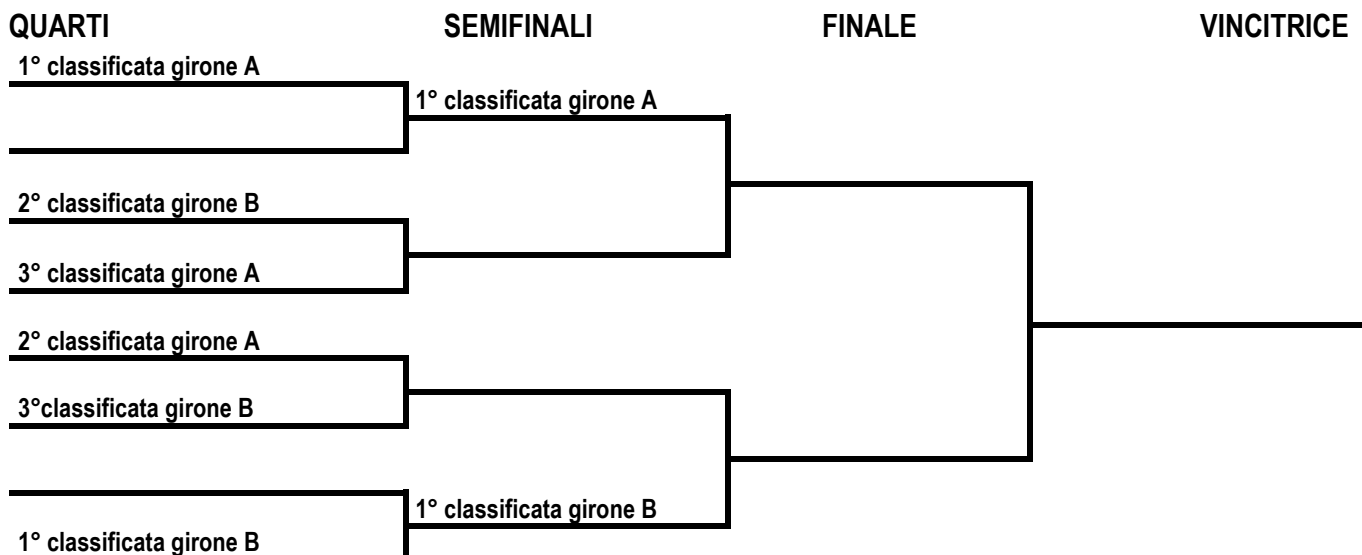 QUARTI SEMIFINALI FINALE VINCITRICE
1° classificata girone A
1° classificata girone A
2° classificata girone B
3° classificata girone A
2° classificata girone A
3°classificata girone B
1° classificata girone B
1° classificata girone B